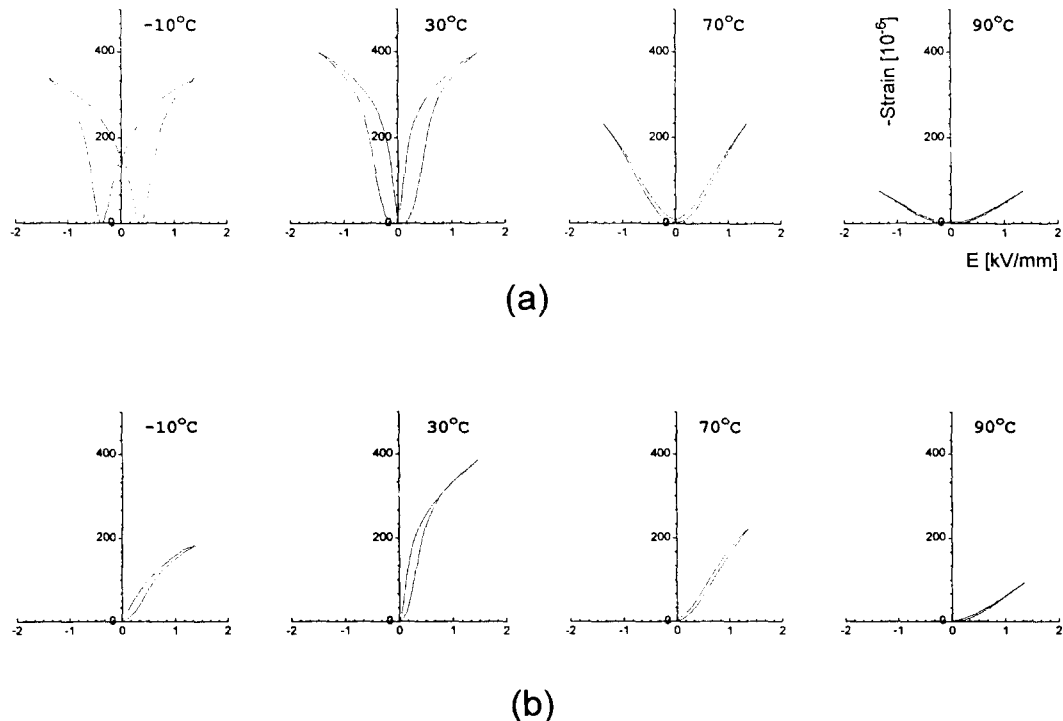 -10°C 30°C 70°C 90°C
-Strain [10⁻⁶]
400 400 400 400
200 200 200 200
0 0 0 0
-2 -1 0 1 2 -2 -1 0 1 2 -2 -1 0 1 2 -2 -1 0 1 2
E [kV/mm]
(a)
-10°C 30°C 70°C 90°C
400 400 400 400
200 200 200 200
0 0 0 0
-2 -1 0 1 2 -2 -1 0 1 2 -2 -1 0 1 2 -2 -1 0 1 2
(b)